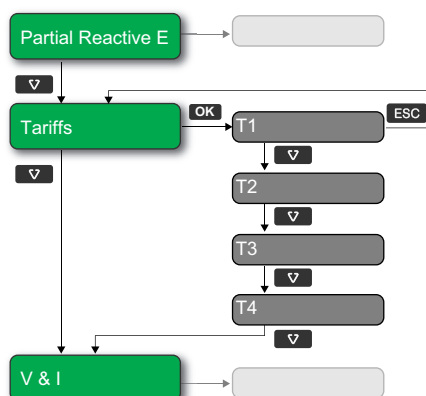 Partial Reactive E
Tariffs
OK
T1
ESC
T2
T3
T4
V & I